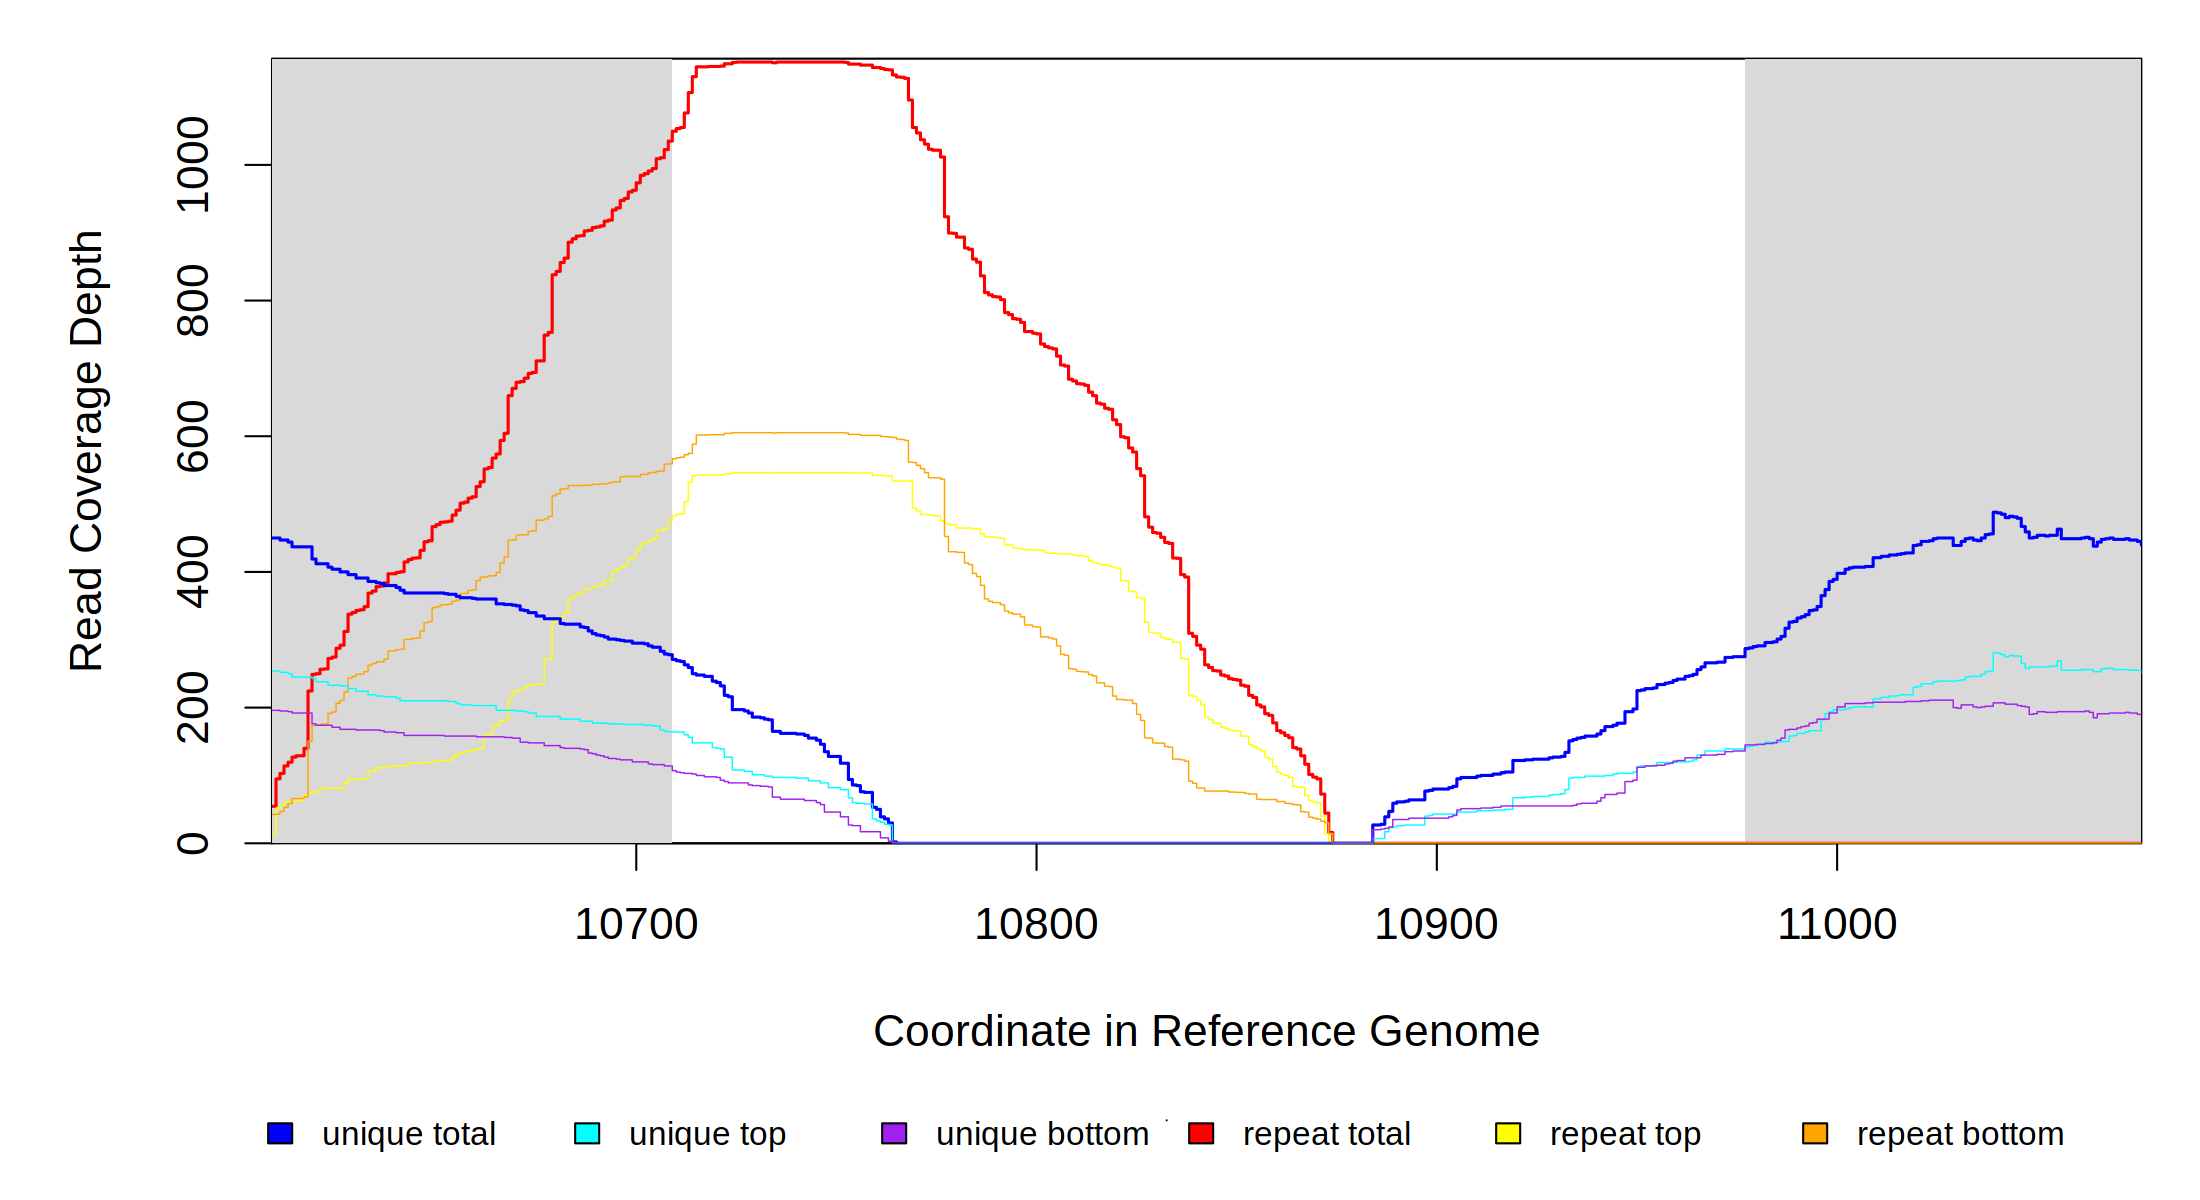 Read Coverage Depth
1000
800
600
400
200
0
10700 10800 10900 11000
Coordinate in Reference Genome
unique total unique top unique bottom repeat total repeat top repeat bottom